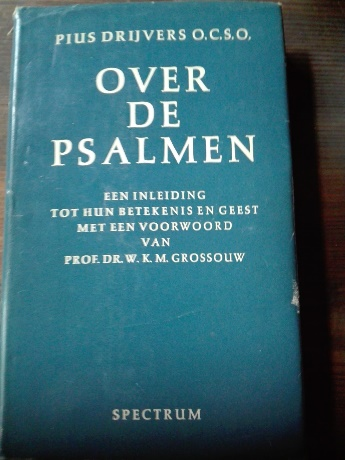 PIUS DRIJVERS O.C.S.O.
OVER
DE
PSALMEN
EEN INLEIDING
TOT HUN BETEKENIS EN GEEST
MET EEN VOORWOORD
VAN
PROF. DR. W. K. M. GROSSOUW
SPECTRUM